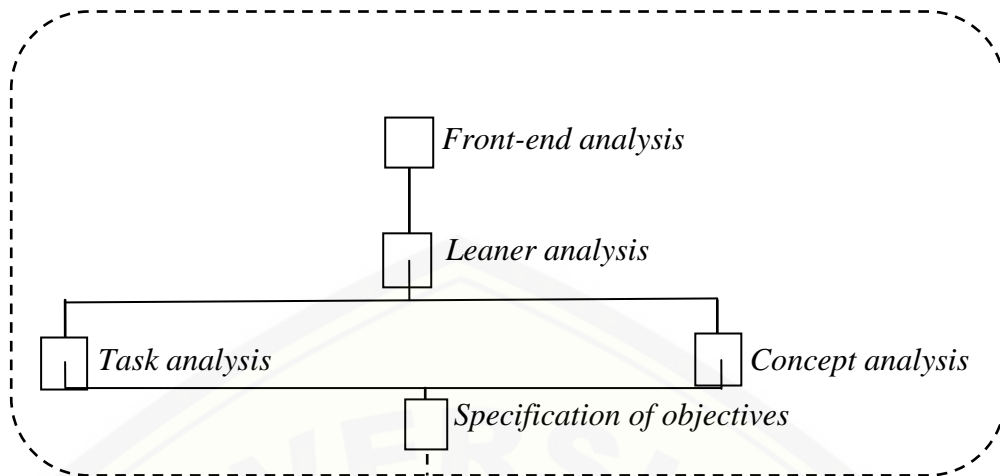 Front-end analysis
Leaner analysis
Task analysis
Concept analysis
Specification of objectives